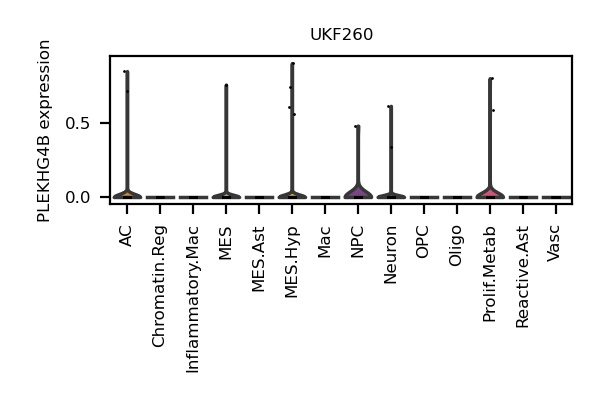 UKF260
PLEKHG4B expression
0.5
0.0
AC
Chromatin.Reg
Inflammatory.Mac
MES
MES.Ast
MES.Hyp
Mac
NPC
Neuron
OPC
Oligo
Prolif.Metab
Reactive.Ast
Vasc